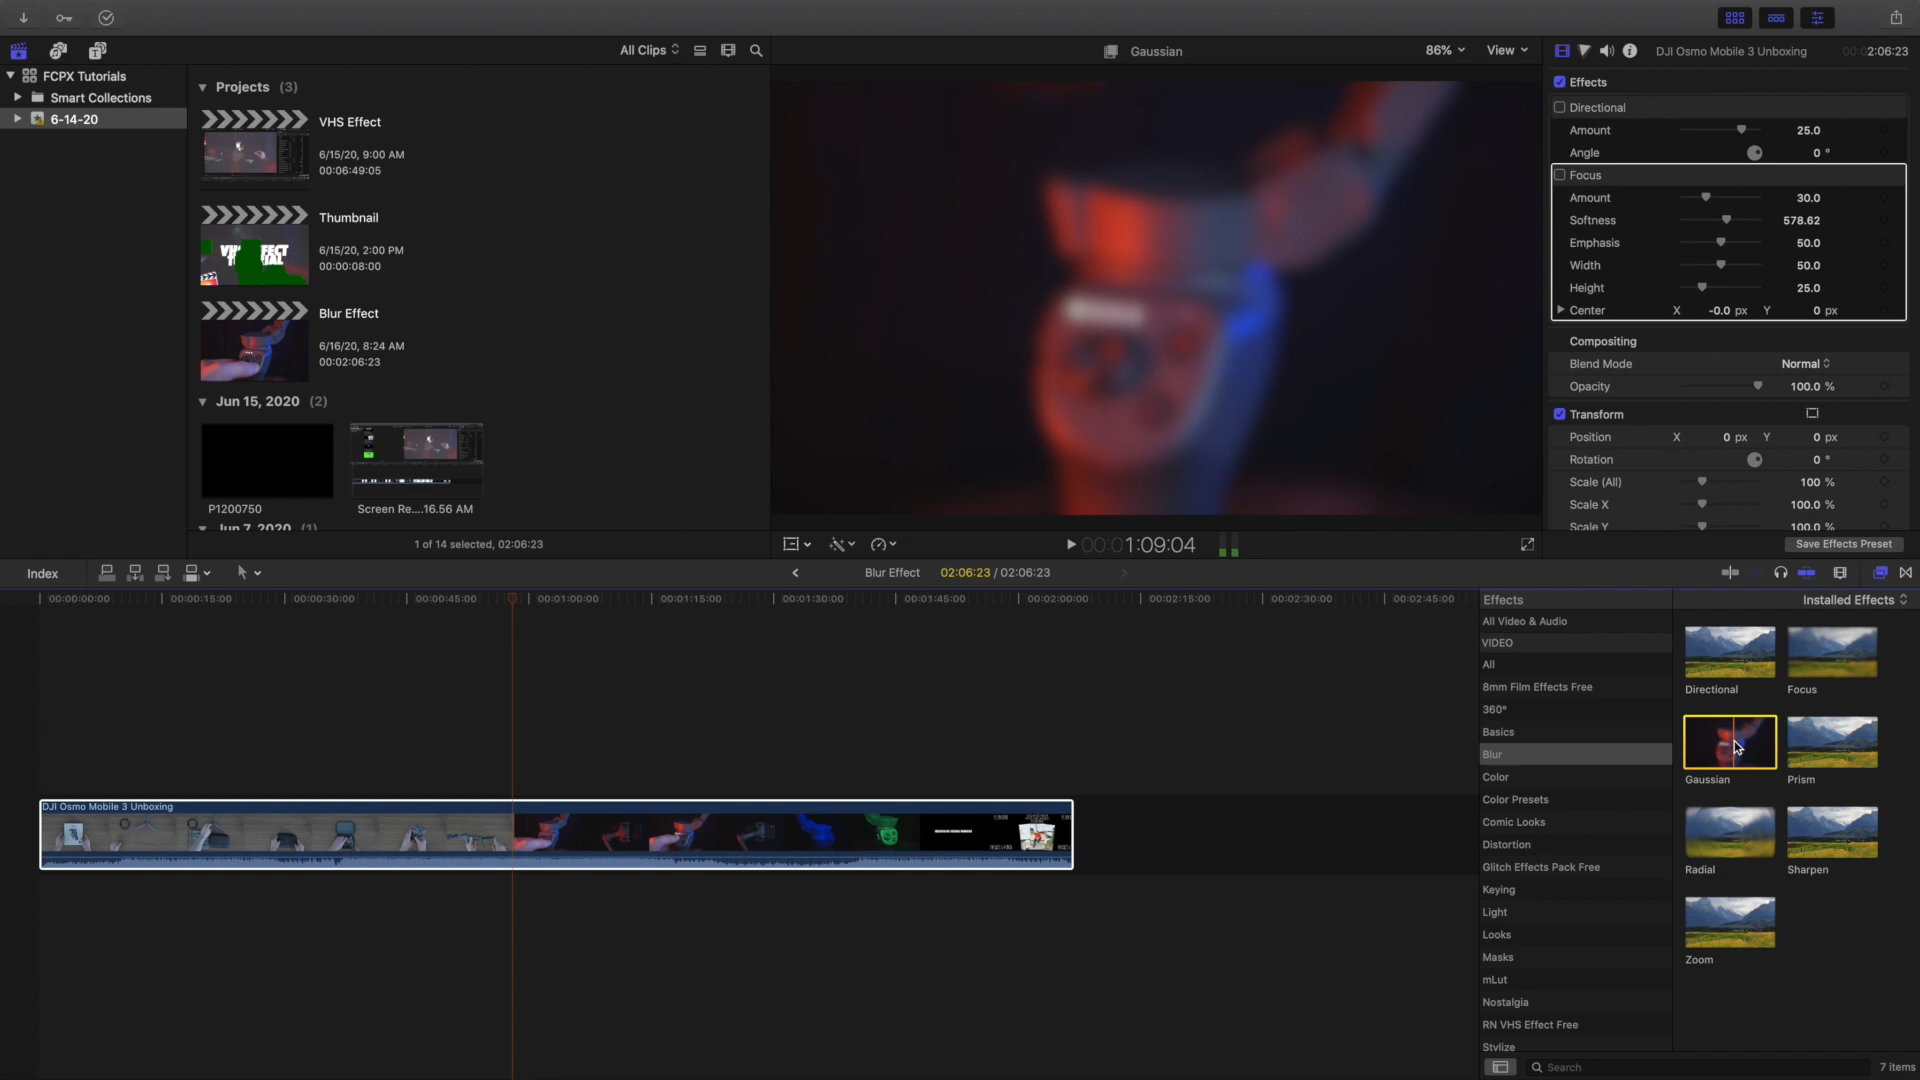 All Clips
Gaussian
86%
View
DJI Osmo Mobile 3 Unboxing
00:02:06:23
FCPX Tutorials
Smart Collections
6-14-20
Projects (3)
VHS Effect
6/15/20, 9:00 AM
00:06:49:05
Thumbnail
6/15/20, 2:00 PM
00:00:08:00
Blur Effect
6/16/20, 8:24 AM
00:02:06:23
Jun 15, 2020 (2)
P1200750
Screen Re....16.56 AM
Jun 7, 2020 (1)
1 of 14 selected, 02:06:23
Effects
Directional
Amount 25.0
Angle 0 °
Focus
Amount 30.0
Softness 578.62
Emphasis 50.0
Width 50.0
Height 25.0
Center X -0.0 px Y 0 px
Compositing
Blend Mode Normal
Opacity 100.0 %
Transform
Position X 0 px Y 0 px
Rotation 0 °
Scale (All) 100 %
Scale X 100.0 %
Scale Y 100.0 %
Save Effects Preset
00:01:09:04
Index
Blur Effect 02:06:23 / 02:06:23
00:00:00:00 00:00:15:00 00:00:30:00 00:00:45:00 00:01:00:00 00:01:15:00 00:01:30:00 00:01:45:00 00:02:00:00 00:02:15:00 00:02:30:00 00:02:45:00
DJI Osmo Mobile 3 Unboxing
Effects
Installed Effects
All Video & Audio
VIDEO
All
8mm Film Effects Free
360°
Basics
Blur
Color
Color Presets
Comic Looks
Distortion
Glitch Effects Pack Free
Keying
Light
Looks
Masks
mLut
Nostalgia
RN VHS Effect Free
Stylize
Directional
Focus
Gaussian
Prism
Radial
Sharpen
Zoom
Search
7 items